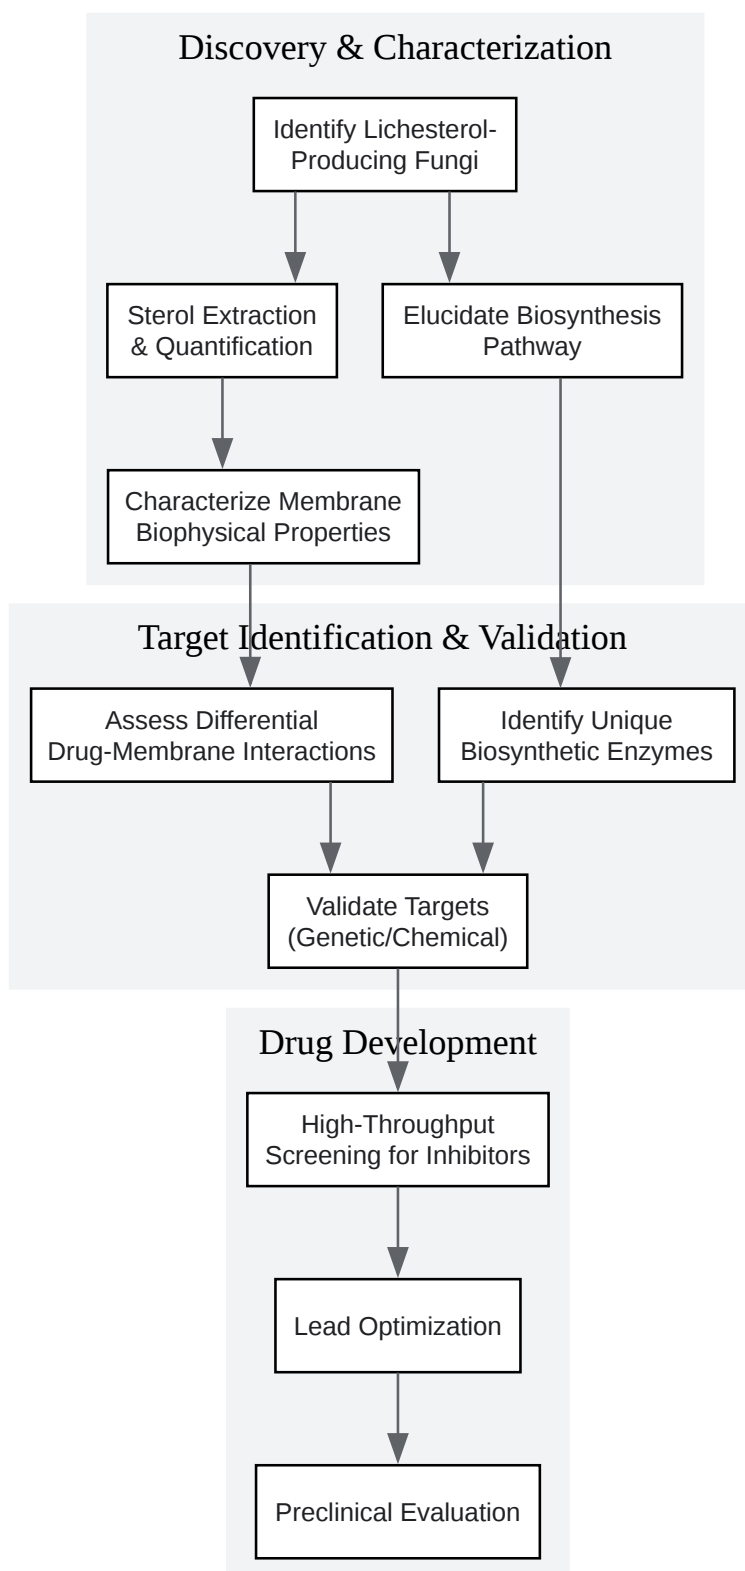 Discovery & Characterization
Identify Lichesterol-
Producing Fungi
Sterol Extraction
& Quantification
Elucidate Biosynthesis
Pathway
Characterize Membrane
Biophysical Properties
Target Identification & Validation
Assess Differential
Drug-Membrane Interactions
Identify Unique
Biosynthetic Enzymes
Validate Targets
(Genetic/Chemical)
Drug Development
High-Throughput
Screening for Inhibitors
Lead Optimization
Preclinical Evaluation